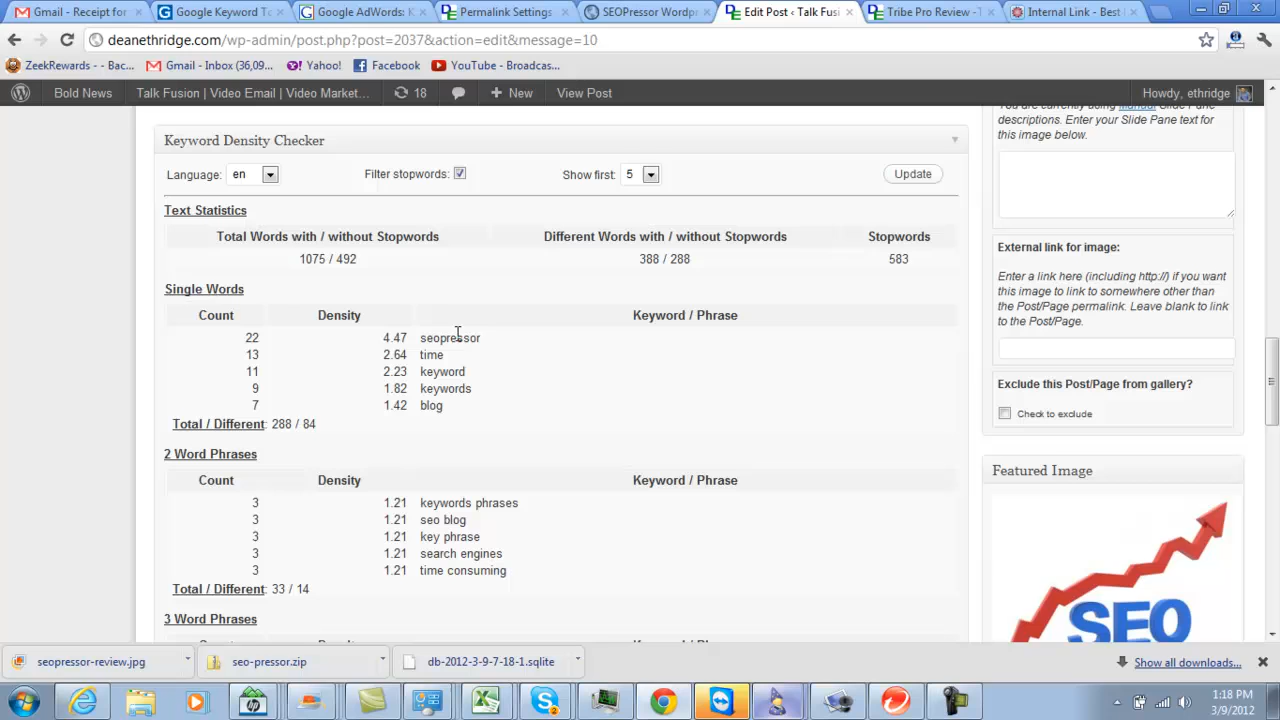 Gmail - Receipt for
Google Keyword To
Google AdWords: K
Permalink Settings
SEOPressor Wordpr
Edit Post ‹ Talk Fusi
Tribe Pro Review - T
Internal Link - Best
deanethridge.com/wp-admin/post.php?post=2037&action=edit&message=10
ZeekRewards - - Bac...
Gmail - Inbox (36,09...
Yahoo!
Facebook
YouTube - Broadcas...
Bold News
Talk Fusion | Video Email | Video Market...
18
New
View Post
Howdy, ethridge
You are currently using Manual Slide Pane
descriptions. Enter your Slide Pane text for
this image below.
Keyword Density Checker
Language: en
Filter stopwords:
Show first: 5
Update
Text Statistics
Total Words with / without Stopwords Different Words with / without Stopwords Stopwords
1075 / 492 388 / 288 583
Single Words
Count Density Keyword / Phrase
22 4.47 seopressor
13 2.64 time
11 2.23 keyword
9 1.82 keywords
7 1.42 blog
Total / Different: 288 / 84
2 Word Phrases
Count Density Keyword / Phrase
3 1.21 keywords phrases
3 1.21 seo blog
3 1.21 key phrase
3 1.21 search engines
3 1.21 time consuming
Total / Different: 33 / 14
3 Word Phrases
External link for image:
Enter a link here (including http://) if you want
this image to link to somewhere other than
the Post/Page permalink. Leave blank to link
to the Post/Page.
Exclude this Post/Page from gallery?
Check to exclude
Featured Image
SEO
seopressor-review.jpg
seo-pressor.zip
db-2012-3-9-7-18-1.sqlite
Show all downloads...
1:18 PM
3/9/2012